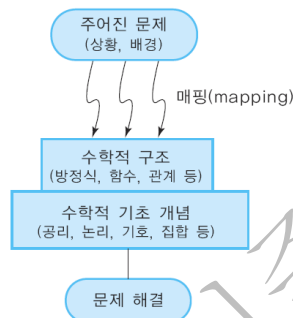 주어진 문제
(상황, 배경)
매핑(mapping)
수학적 구조
(방정식, 함수, 관계 등)
수학적 기초 개념
(공리, 논리, 기호, 집합 등)
문제 해결